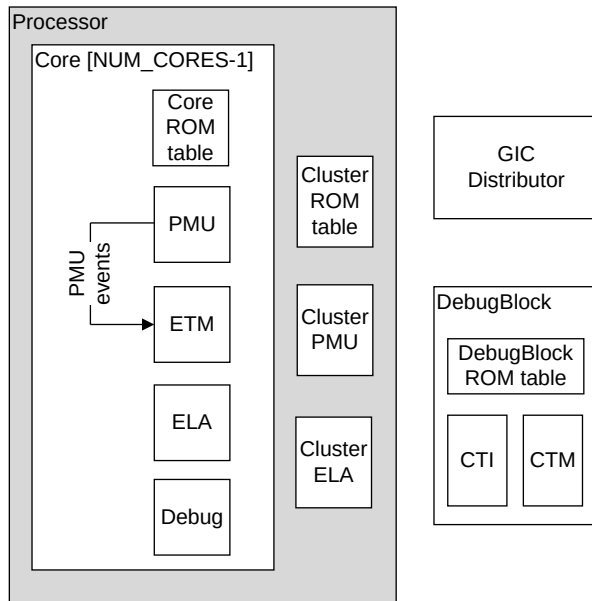 Processor
Core [NUM_CORES-1]
Core
ROM
table
PMU
PMU
events
ETM
ELA
Debug
Cluster
ROM
table
Cluster
PMU
Cluster
ELA
GIC
Distributor
DebugBlock
DebugBlock
ROM table
CTI
CTM